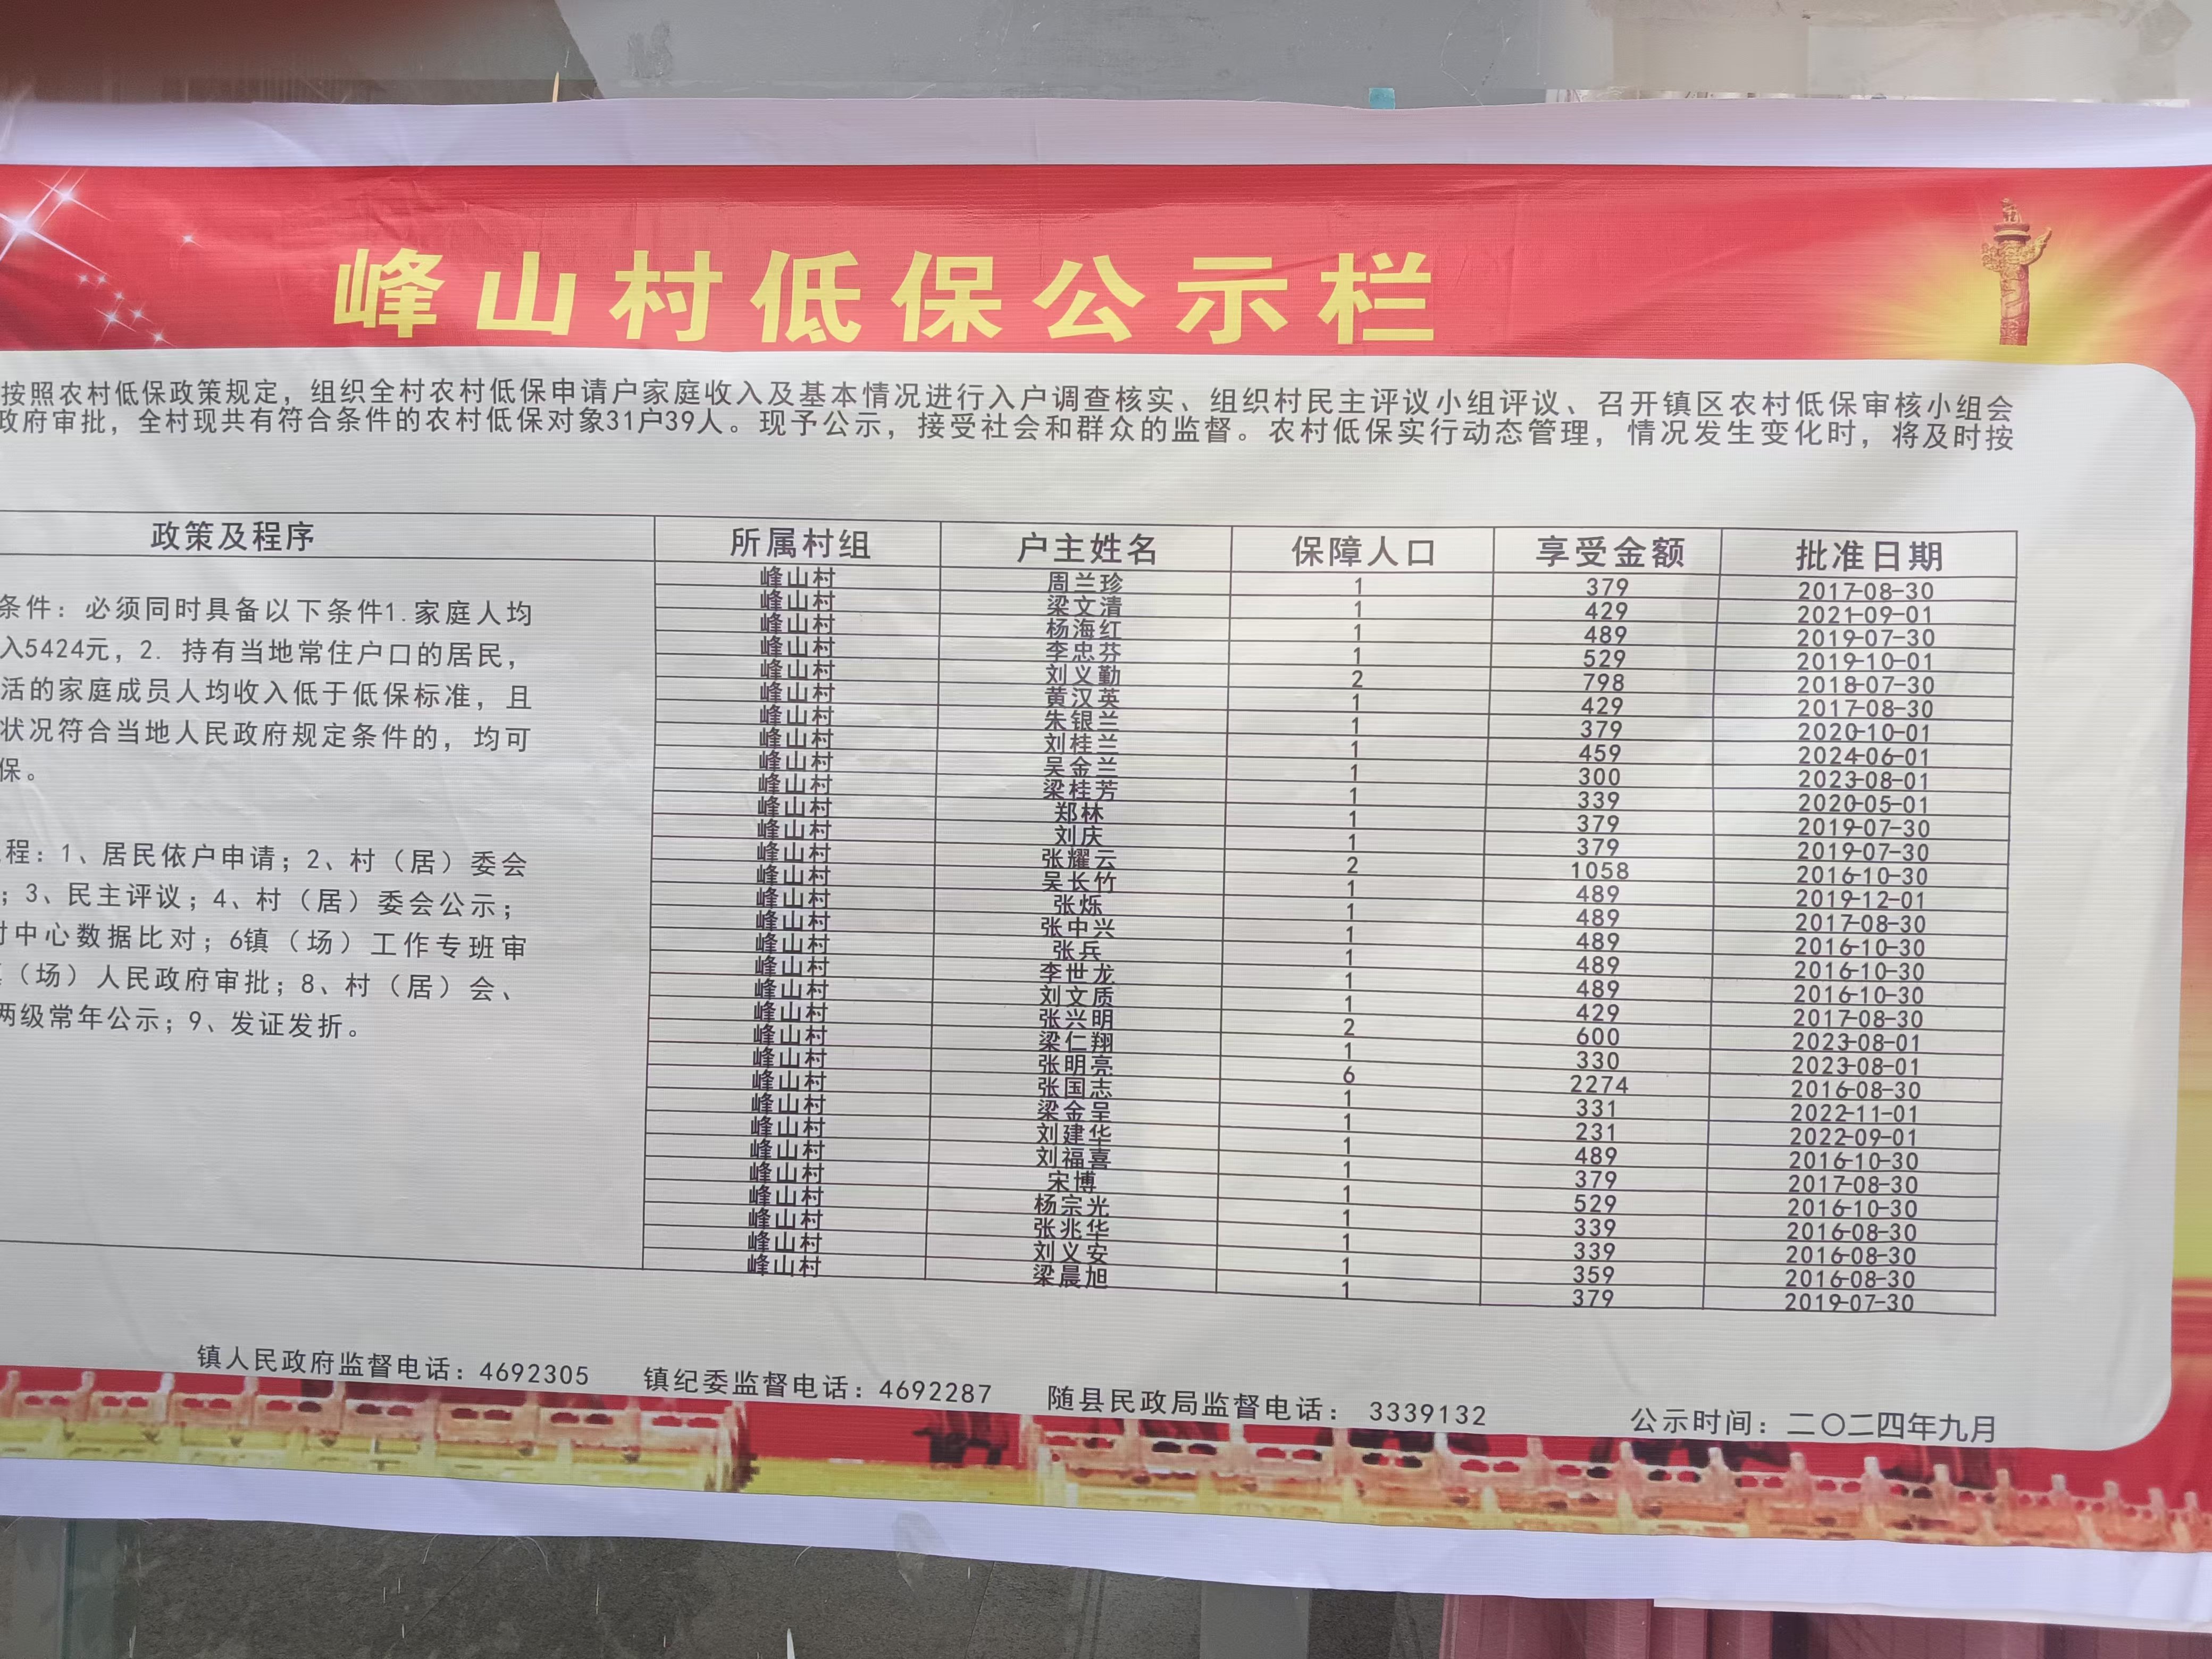 峰山村低保公示栏
按照农村低保政策规定，组织全村农村低保申请户家庭收入及基本情况进行入户调查核实、组织村民主评议小组评议、召开镇区农村低保审核小组会
政府审批，全村现共有符合条件的农村低保对象31户39人。现予公示，接受社会和群众的监督。农村低保实行动态管理，情况发生变化时，将及时按
政策及程序 所属村组 户主姓名 保障人口 享受金额 批准日期
条件：必须同时具备以下条件1.家庭人均
入5424元，2. 持有当地常住户口的居民，
活的家庭成员人均收入低于低保标准，且
状况符合当地人民政府规定条件的，均可
保。
程：1、居民依户申请；2、村（居）委会
；3、民主评议；4、村（居）委会公示；
对中心数据比对；6镇（场）工作专班审
（场）人民政府审批；8、村（居）会、
两级常年公示；9、发证发折。
峰山村 周兰珍 1 379 2017-08-30
峰山村 梁文清 1 429 2021-09-01
峰山村 杨海红 1 489 2019-07-30
峰山村 李忠芬 1 529 2019-10-01
峰山村 刘义勤 2 798 2018-07-30
峰山村 黄汉英 1 429 2017-08-30
峰山村 朱银兰 1 379 2020-10-01
峰山村 刘桂兰 1 459 2024-06-01
峰山村 吴金兰 1 300 2023-08-01
峰山村 梁桂芳 1 339 2020-05-01
峰山村 郑林 1 379 2019-07-30
峰山村 刘庆 1 379 2019-07-30
峰山村 张耀云 2 1058 2016-10-30
峰山村 吴长竹 1 489 2019-12-01
峰山村 张烁 1 489 2017-08-30
峰山村 张中兴 1 489 2016-10-30
峰山村 张兵 1 489 2016-10-30
峰山村 李世龙 1 489 2016-10-30
峰山村 刘文质 1 429 2017-08-30
峰山村 张兴明 2 600 2023-08-01
峰山村 梁仁翔 1 330 2023-08-01
峰山村 张明亮 6 2274 2016-08-30
峰山村 张国志 1 331 2022-11-01
峰山村 梁金呈 1 231 2022-09-01
峰山村 刘建华 1 489 2016-10-30
峰山村 刘福喜 1 379 2017-08-30
峰山村 宋博 1 529 2016-10-30
峰山村 杨宗光 1 339 2016-08-30
峰山村 张兆华 1 339 2016-08-30
峰山村 刘义安 1 359 2016-08-30
峰山村 梁晨旭 1 379 2019-07-30
镇人民政府监督电话：4692305 镇纪委监督电话：4692287 随县民政局监督电话： 3339132 公示时间：二〇二四年九月